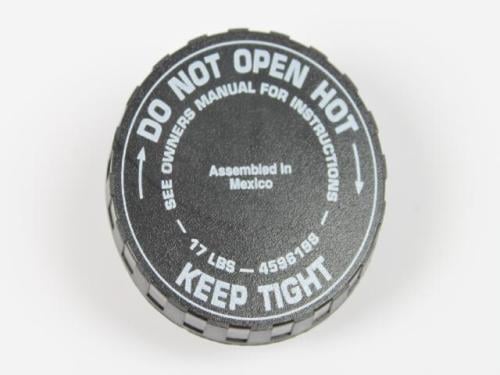 DO NOT OPEN HOT
SEE OWNERS MANUAL FOR INSTRUCTIONS
Assembled in
Mexico
— 17 LBS — 4596198 —
KEEP TIGHT